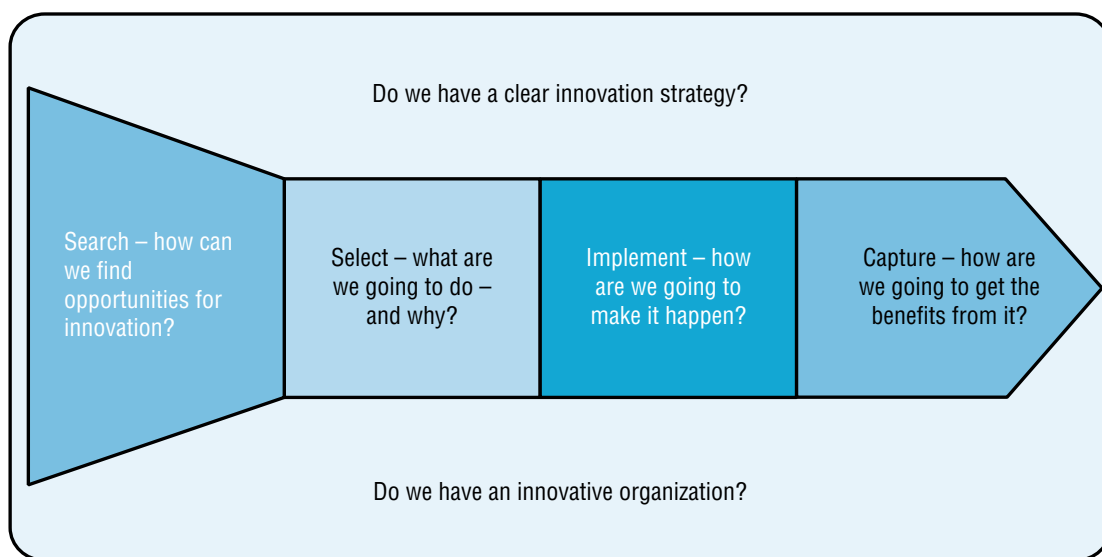 Do we have a clear innovation strategy?
Search – how can
we find
opportunities for
innovation?
Select – what are
we going to do –
and why?
Implement – how
are we going to
make it happen?
Capture – how are
we going to get the
benefits from it?
Do we have an innovative organization?